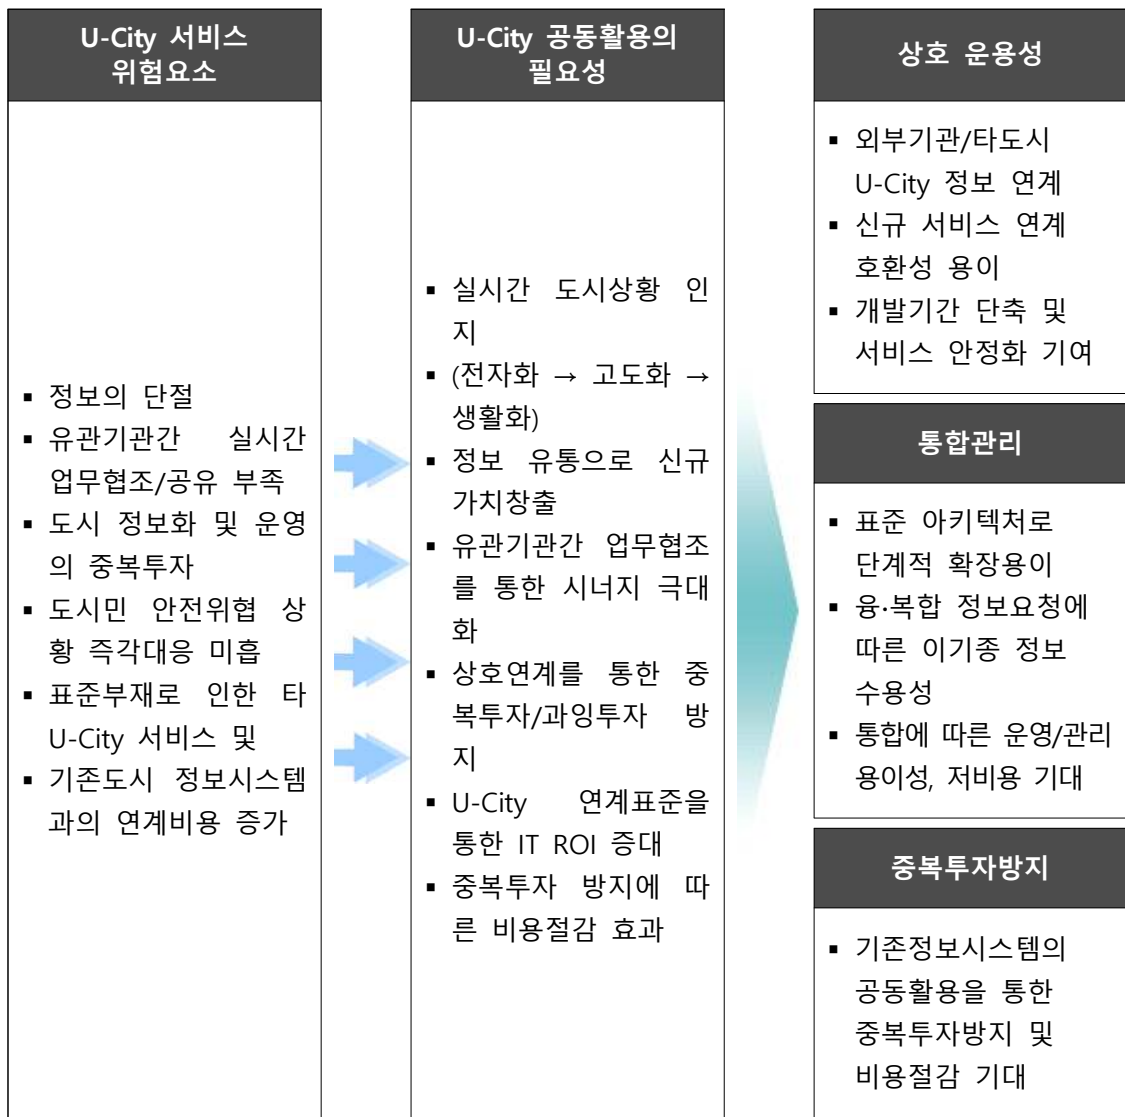 U-City 서비스
위험요소
▪ 정보의 단절
▪ 유관기관간 실시간
업무협조/공유 부족
▪ 도시 정보화 및 운영
의 중복투자
▪ 도시민 안전위협 상
황 즉각대응 미흡
▪ 표준부재로 인한 타
U-City 서비스 및
▪ 기존도시 정보시스템
과의 연계비용 증가
U-City 공동활용의
필요성
▪ 실시간 도시상황 인
지
▪ (전자화 → 고도화 →
생활화)
▪ 정보 유통으로 신규
가치창출
▪ 유관기관간 업무협조
를 통한 시너지 극대
화
▪ 상호연계를 통한 중
복투자/과잉투자 방
지
▪ U-City 연계표준을
통한 IT ROI 증대
▪ 중복투자 방지에 따
른 비용절감 효과
상호 운용성
▪ 외부기관/타도시
U-City 정보 연계
▪ 신규 서비스 연계
호환성 용이
▪ 개발기간 단축 및
서비스 안정화 기여
통합관리
▪ 표준 아키텍처로
단계적 확장용이
▪ 융·복합 정보요청에
따른 이기종 정보
수용성
▪ 통합에 따른 운영/관리
용이성, 저비용 기대
중복투자방지
▪ 기존정보시스템의
공동활용을 통한
중복투자방지 및
비용절감 기대